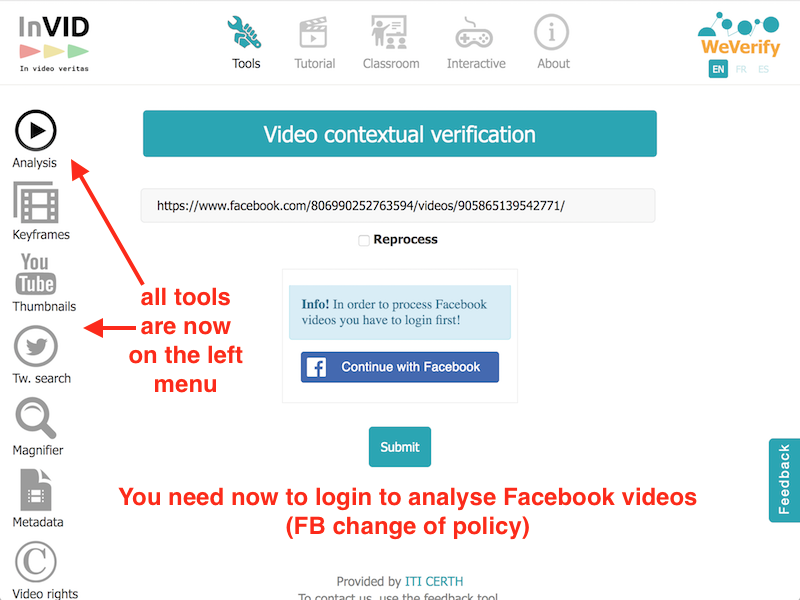 InVID
In video veritas
Tools
Tutorial
Classroom
Interactive
About
WeVerify
EN FR ES
Analysis
Keyframes
You
Tube
Thumbnails
Tw. search
Magnifier
Metadata
Video rights
Video contextual verification
https://www.facebook.com/806990252763594/videos/905865139542771/
Reprocess
all tools
are now
on the left
menu
Info! In order to process Facebook
videos you have to login first!
Continue with Facebook
Submit
Feedback
You need now to login to analyse Facebook videos
(FB change of policy)
Provided by ITI CERTH
To contact us, use the feedback tool